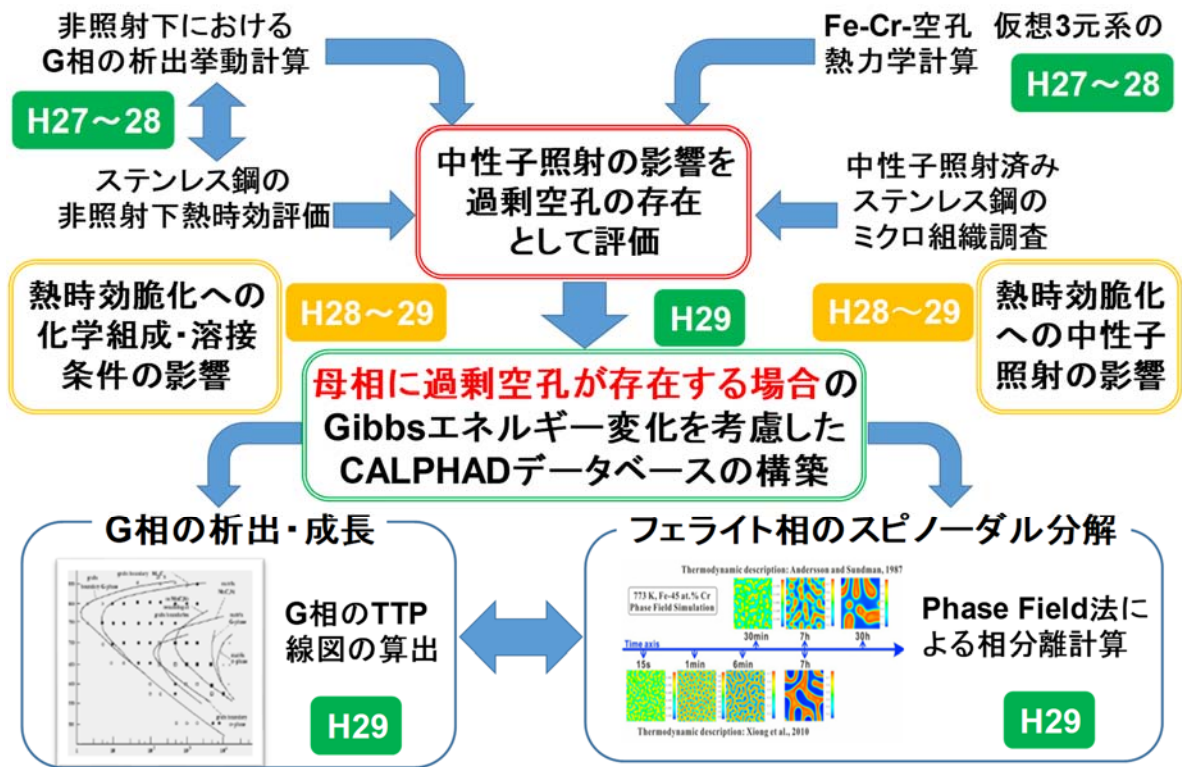 非照射下における
G相の析出挙動計算
H27～28
ステンレス鋼の
非照射下熱時効評価
Fe-Cr-空孔 仮想3元系の
熱力学計算
H27～28
中性子照射の影響を
過剰空孔の存在
として評価
中性子照射済み
ステンレス鋼の
ミクロ組織調査
熱時効脆化への
化学組成・溶接
条件の影響
H28～29
H29
H28～29
熱時効脆化
への中性子
照射の影響
母相に過剰空孔が存在する場合の
Gibbsエネルギー変化を考慮した
CALPHADデータベースの構築
G相の析出・成長
G相のTTP
線図の算出
H29
フェライト相のスピノーダル分解
Thermodynamic description: Andersson and Sundman, 1987
773 K, Fe-45 at.% Cr
Phase Field Simulation
30min 7h 30h
Time axis
15s 1min 6min 7h
Thermodynamic description: Xiong et al., 2010
Phase Field法に
よる相分離計算
H29